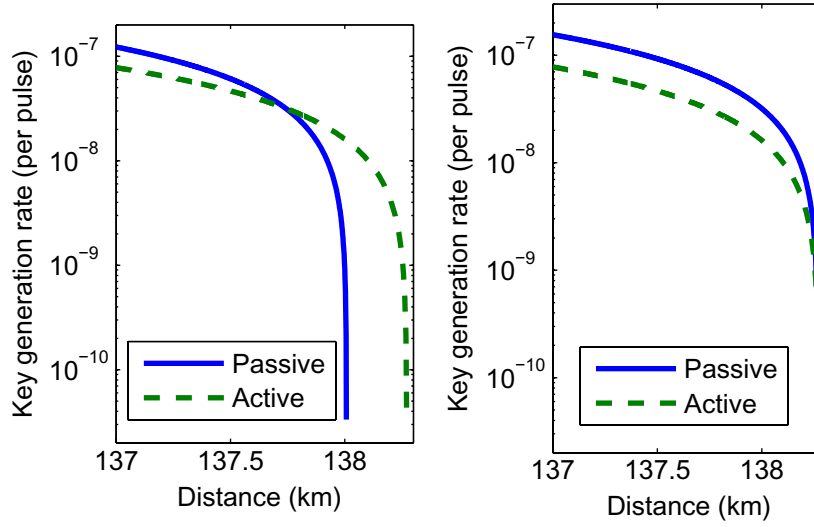 Key generation rate (per pulse)
10⁻⁷
10⁻⁸
10⁻⁹
10⁻¹⁰
Passive
Active
137
137.5
138
Distance (km)
Key generation rate (per pulse)
10⁻⁷
10⁻⁸
10⁻⁹
10⁻¹⁰
Passive
Active
137
137.5
138
Distance (km)